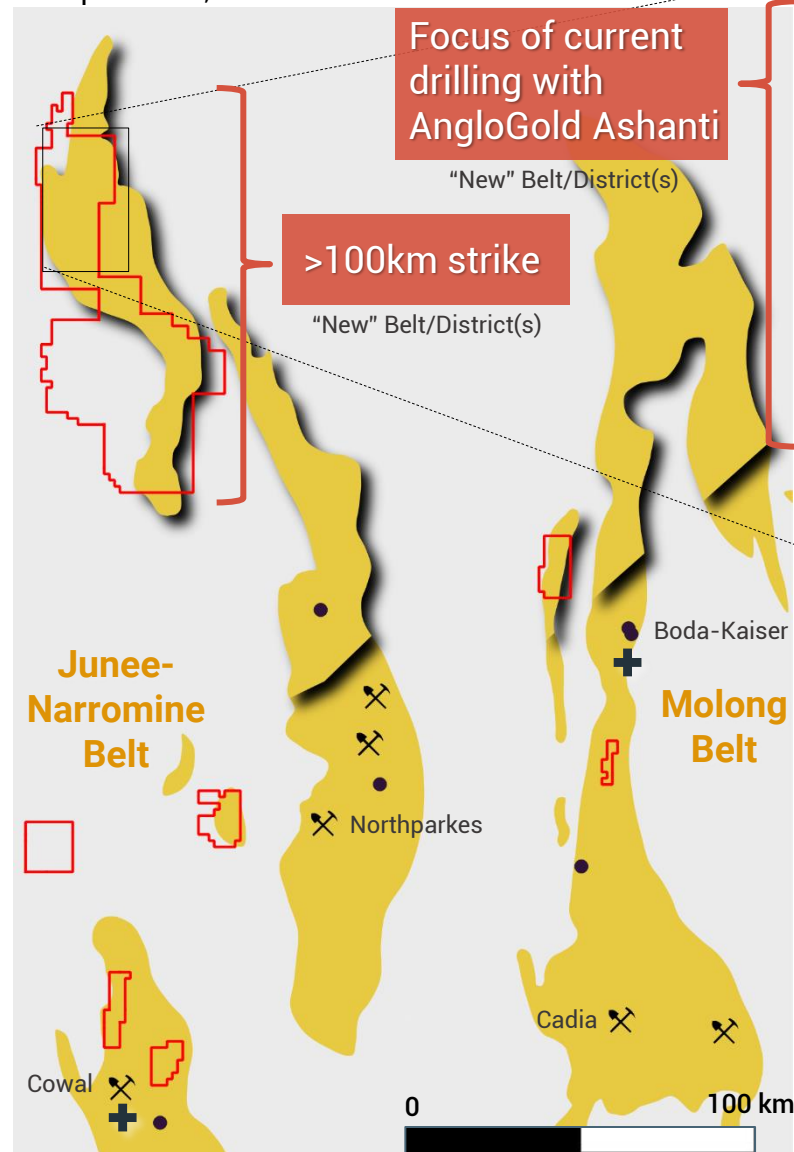 Focus of current
drilling with
AngloGold Ashanti
“New” Belt/District(s)
>100km strike
“New” Belt/District(s)
Boda-Kaiser
Junee-
Narromine
Belt
Molong
Belt
Northparkes
Cadia
Cowal
0
100 km